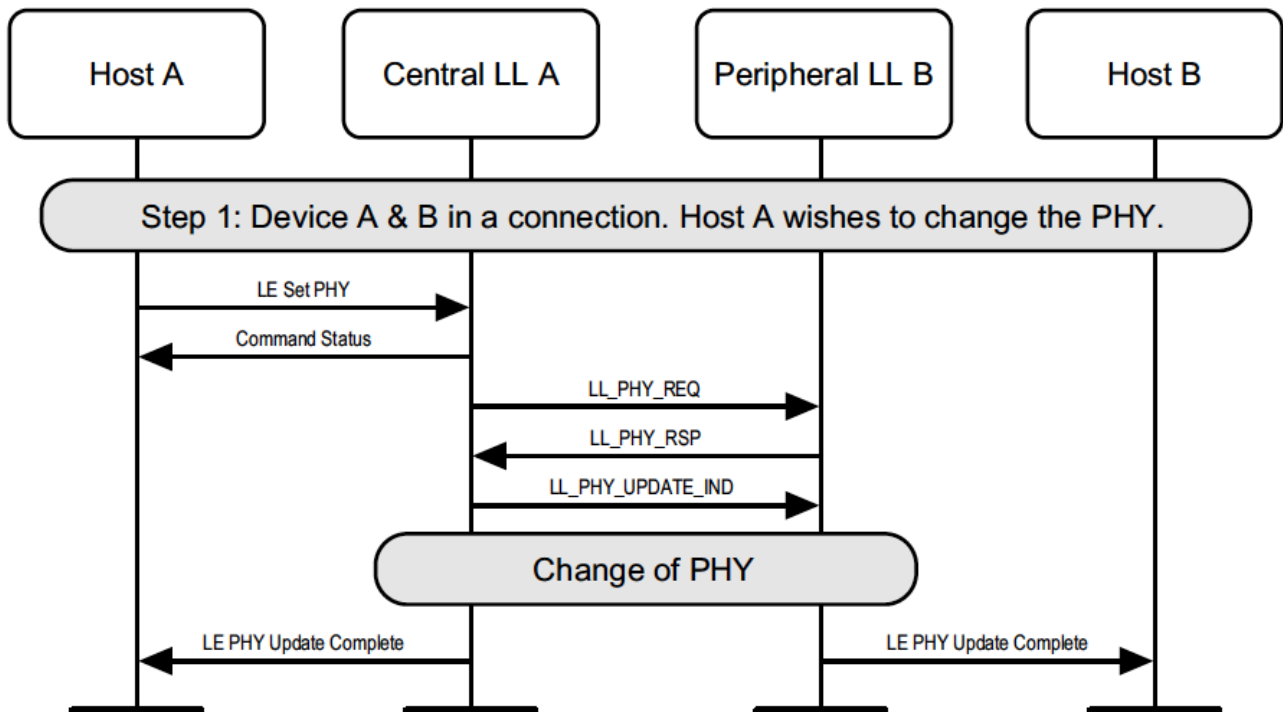 Host A
Central LL A
Peripheral LL B
Host B
Step 1: Device A & B in a connection. Host A wishes to change the PHY.
LE Set PHY
Command Status
LL_PHY_REQ
LL_PHY_RSP
LL_PHY_UPDATE_IND
Change of PHY
LE PHY Update Complete
LE PHY Update Complete